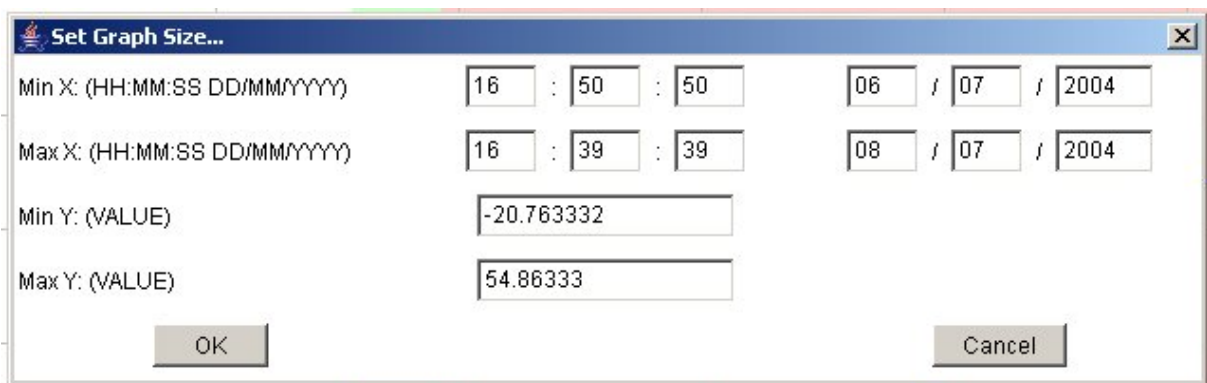 Set Graph Size...
Min X: (HH:MM:SS DD/MM/YYYY) 16 : 50 : 50 06 / 07 / 2004
Max X: (HH:MM:SS DD/MM/YYYY) 16 : 39 : 39 08 / 07 / 2004
Min Y: (VALUE) -20.763332
Max Y: (VALUE) 54.86333
OK Cancel